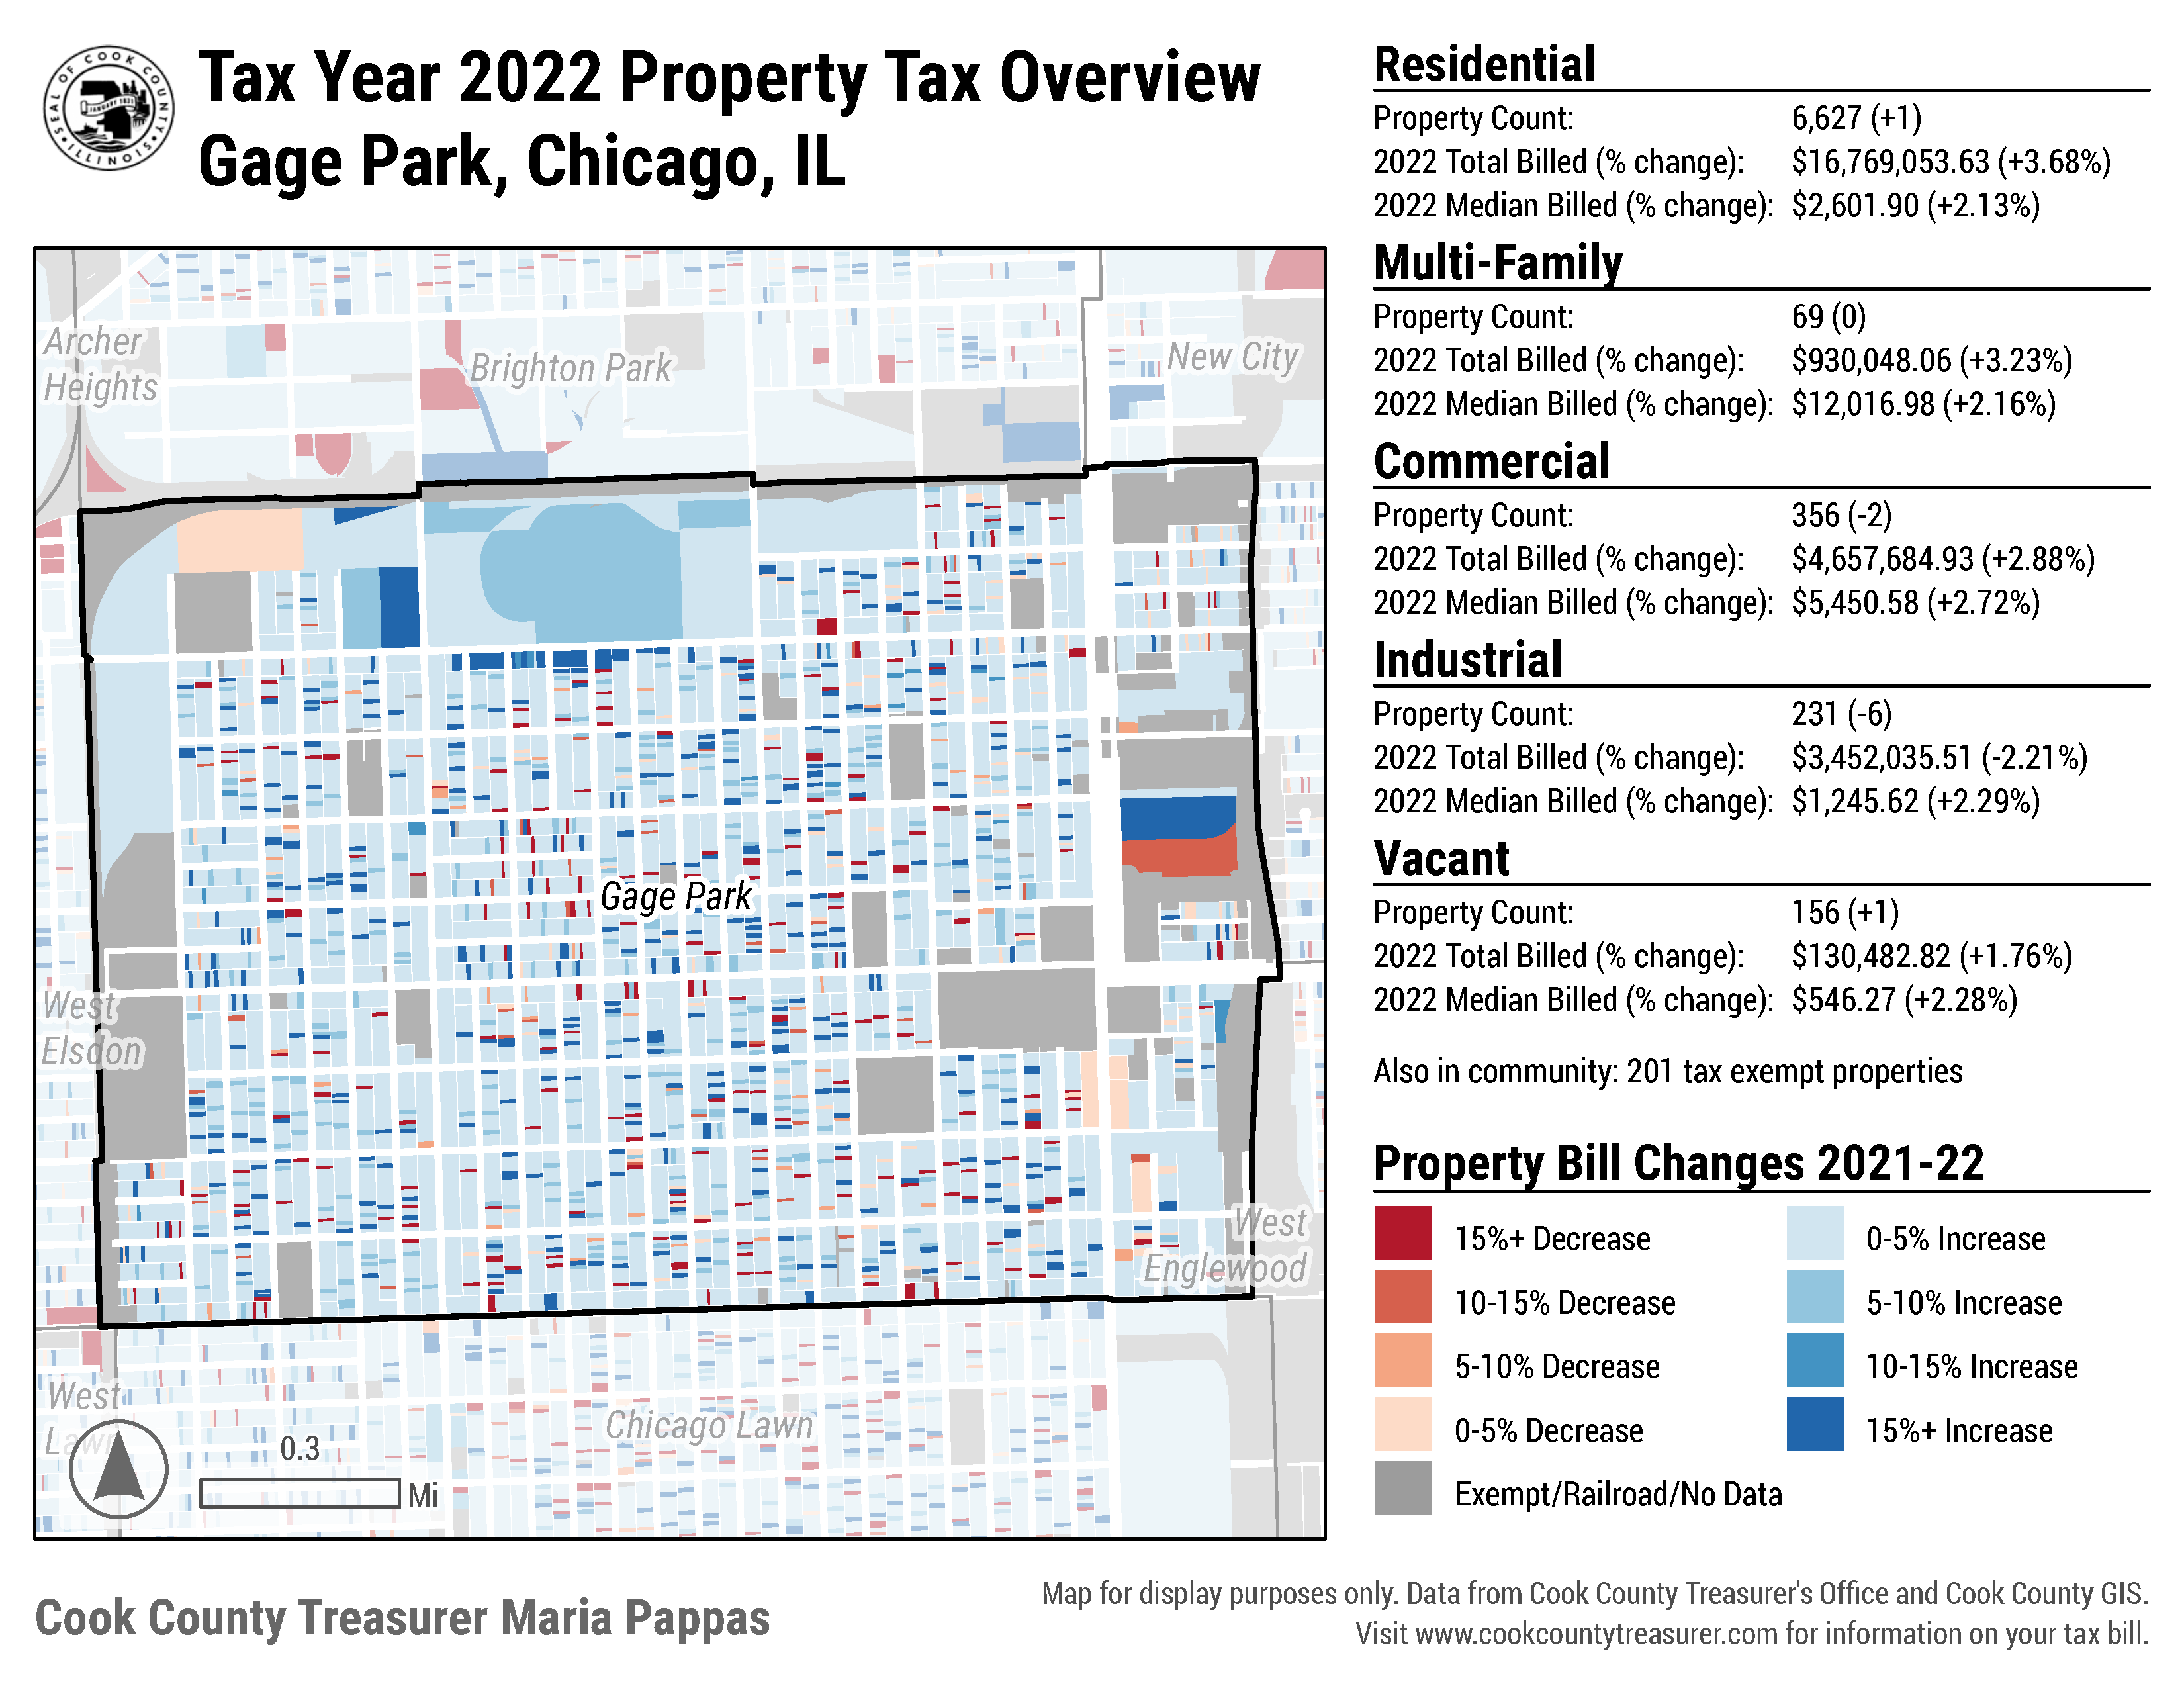 SEAL OF COOK COUNTY
JANUARY 1831
ILLINOIS
Tax Year 2022 Property Tax Overview
Gage Park, Chicago, IL
Archer
Heights
Brighton Park
New City
Gage Park
West
Elsdon
West
Englewood
West
Lawn
Chicago Lawn
0.3
Mi
Residential
Property Count: 6,627 (+1)
2022 Total Billed (% change): $16,769,053.63 (+3.68%)
2022 Median Billed (% change): $2,601.90 (+2.13%)
Multi-Family
Property Count: 69 (0)
2022 Total Billed (% change): $930,048.06 (+3.23%)
2022 Median Billed (% change): $12,016.98 (+2.16%)
Commercial
Property Count: 356 (-2)
2022 Total Billed (% change): $4,657,684.93 (+2.88%)
2022 Median Billed (% change): $5,450.58 (+2.72%)
Industrial
Property Count: 231 (-6)
2022 Total Billed (% change): $3,452,035.51 (-2.21%)
2022 Median Billed (% change): $1,245.62 (+2.29%)
Vacant
Property Count: 156 (+1)
2022 Total Billed (% change): $130,482.82 (+1.76%)
2022 Median Billed (% change): $546.27 (+2.28%)
Also in community: 201 tax exempt properties
Property Bill Changes 2021-22
15%+ Decrease
10-15% Decrease
5-10% Decrease
0-5% Decrease
Exempt/Railroad/No Data
0-5% Increase
5-10% Increase
10-15% Increase
15%+ Increase
Cook County Treasurer Maria Pappas
Map for display purposes only. Data from Cook County Treasurer's Office and Cook County GIS.
Visit www.cookcountytreasurer.com for information on your tax bill.